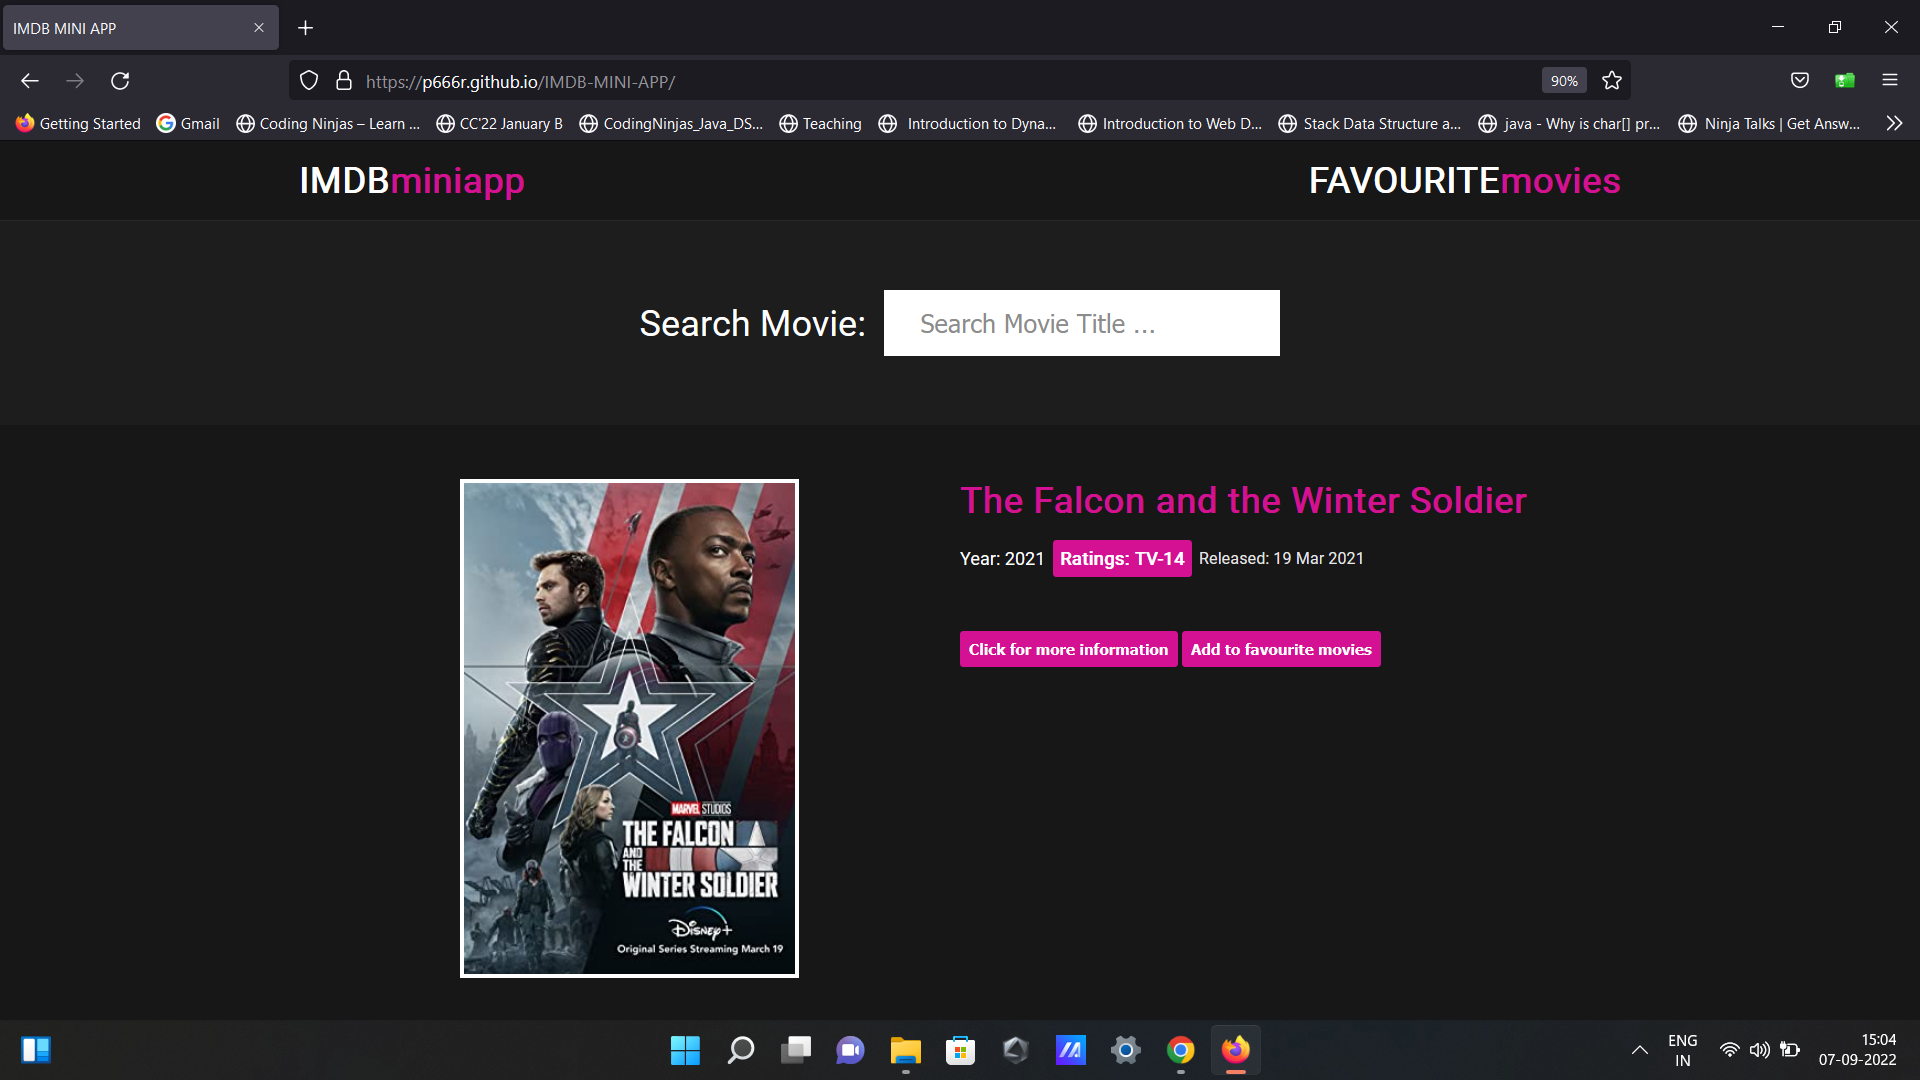 IMDB MINI APP
https://p666r.github.io/IMDB-MINI-APP/
90%
Getting Started
Gmail
Coding Ninjas – Learn ...
CC'22 January B
CodingNinjas_Java_DS...
Teaching
Introduction to Dyna...
Introduction to Web D...
Stack Data Structure a...
java - Why is char[] pr...
Ninja Talks | Get Answ...
IMDBminiapp
FAVOURITEmovies
Search Movie:
Search Movie Title ...
The Falcon and the Winter Soldier
Year: 2021
Ratings: TV-14
Released: 19 Mar 2021
Click for more information
Add to favourite movies
MARVEL STUDIOS
THE FALCON
AND
THE
WINTER SOLDIER
Disney+
Original Series Streaming March 19
ENG
IN
15:04
07-09-2022